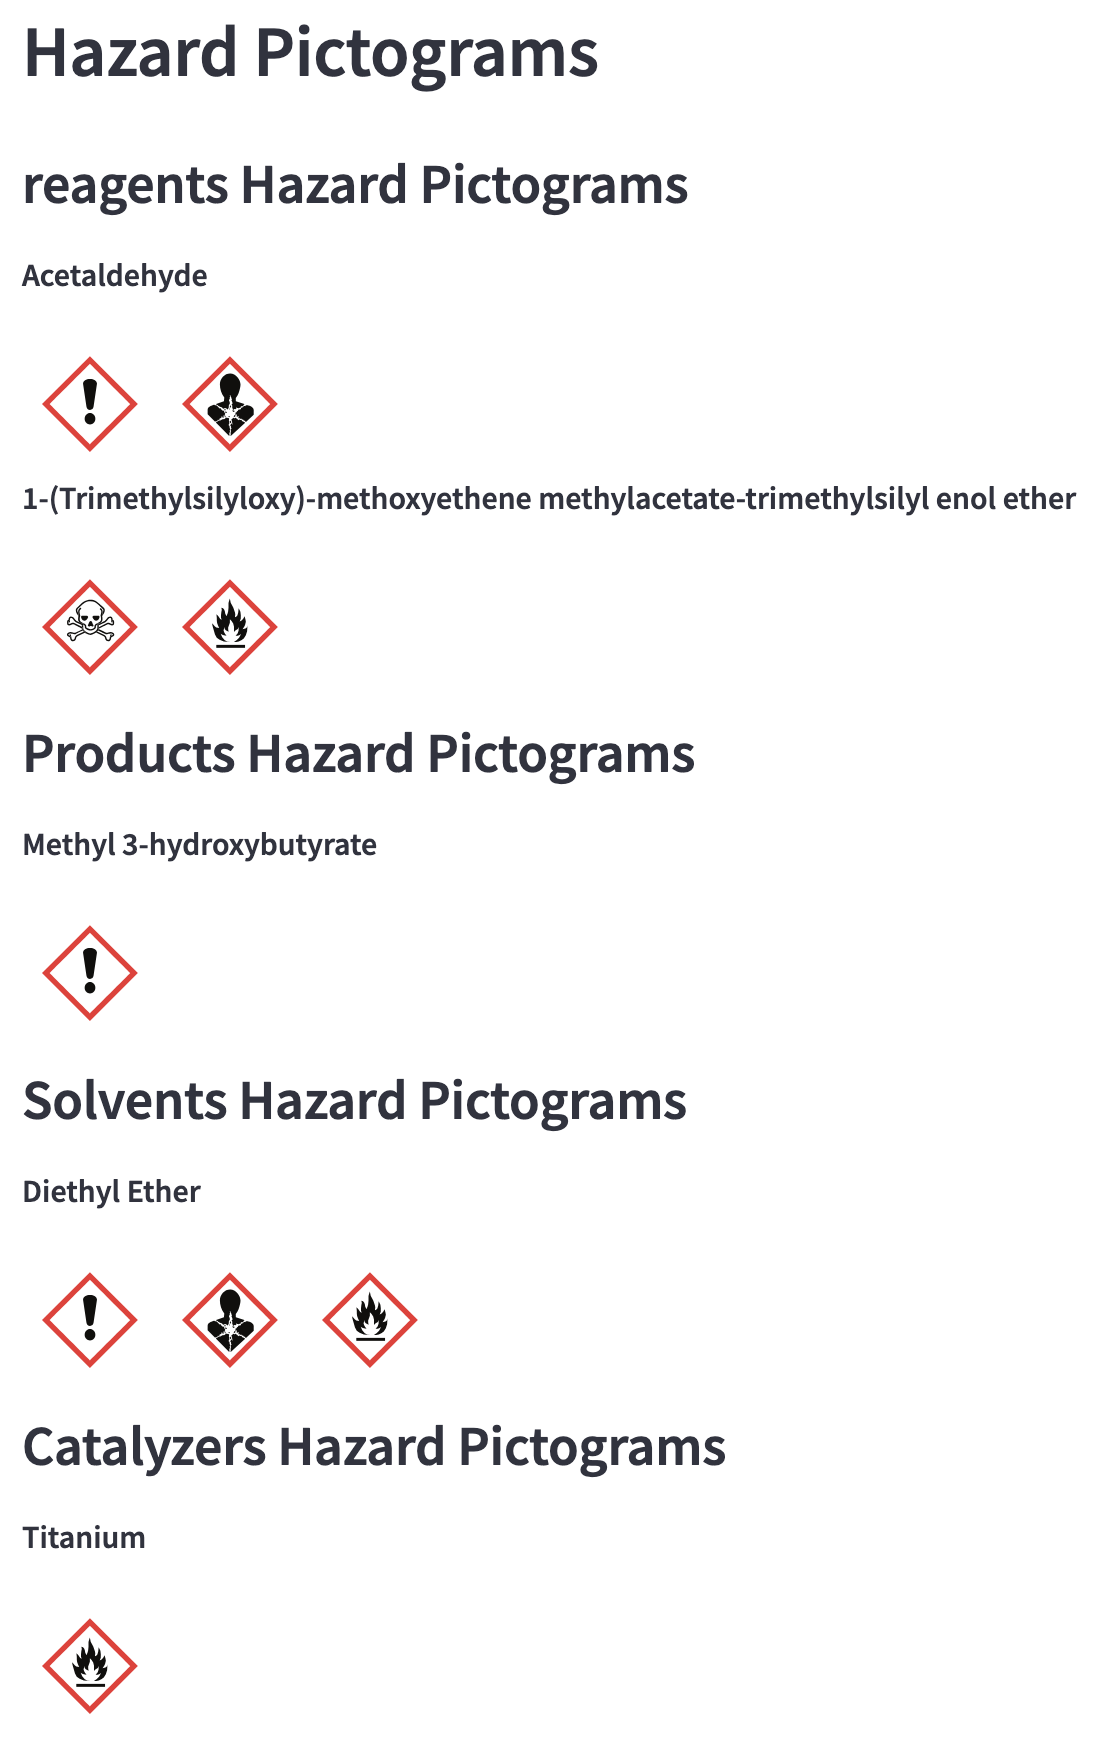 Hazard Pictograms
reagents Hazard Pictograms
Acetaldehyde
1-(Trimethylsilyloxy)-methoxyethene methylacetate-trimethylsilyl enol ether
Products Hazard Pictograms
Methyl 3-hydroxybutyrate
Solvents Hazard Pictograms
Diethyl Ether
Catalyzers Hazard Pictograms
Titanium